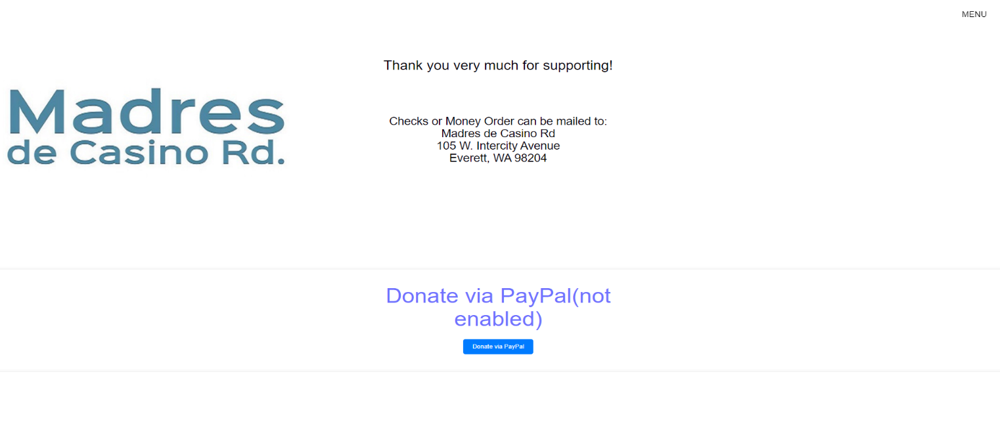 MENU
Thank you very much for supporting!
Madres
de Casino Rd.
Checks or Money Order can be mailed to:
Madres de Casino Rd
105 W. Intercity Avenue
Everett, WA 98204
Donate via PayPal(not
enabled)
Donate via PayPal